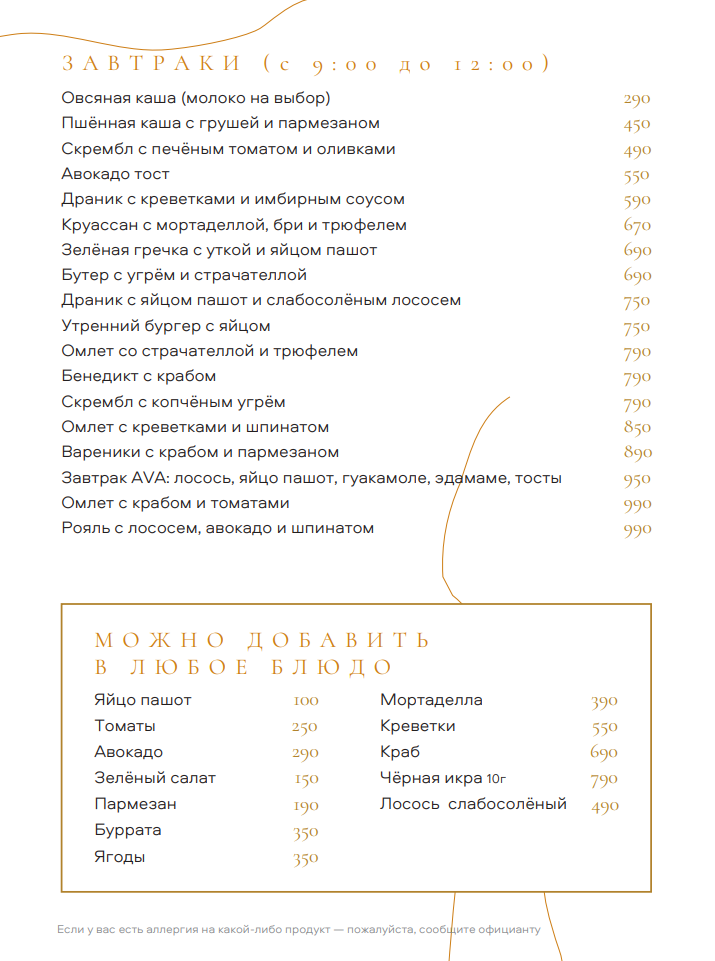 ЗАВТРАКИ (с 9:00 до 12:00)
Овсяная каша (молоко на выбор) 290
Пшённая каша с грушей и пармезаном 450
Скрембл с печёным томатом и оливками 490
Авокадо тост 550
Драник с креветками и имбирным соусом 590
Круассан с мортаделлой, бри и трюфелем 670
Зелёная гречка с уткой и яйцом пашот 690
Бутер с угрём и страчателлой 690
Драник с яйцом пашот и слабосолёным лососем 750
Утренний бургер с яйцом 750
Омлет со страчателлой и трюфелем 790
Бенедикт с крабом 790
Скрембл с копчёным угрём 790
Омлет с креветками и шпинатом 850
Вареники с крабом и пармезаном 890
Завтрак AVA: лосось, яйцо пашот, гуакамоле, эдамаме, тосты 950
Омлет с крабом и томатами 990
Рояль с лососем, авокадо и шпинатом 990
МОЖНО ДОБАВИТЬ
В ЛЮБОЕ БЛЮДО
Яйцо пашот 100
Томаты 250
Авокадо 290
Зелёный салат 150
Пармезан 190
Буррата 350
Ягоды 350
Мортаделла 390
Креветки 550
Краб 690
Чёрная икра 10г 790
Лосось слабосолёный 490
Если у вас есть аллергия на какой-либо продукт — пожалуйста, сообщите официанту